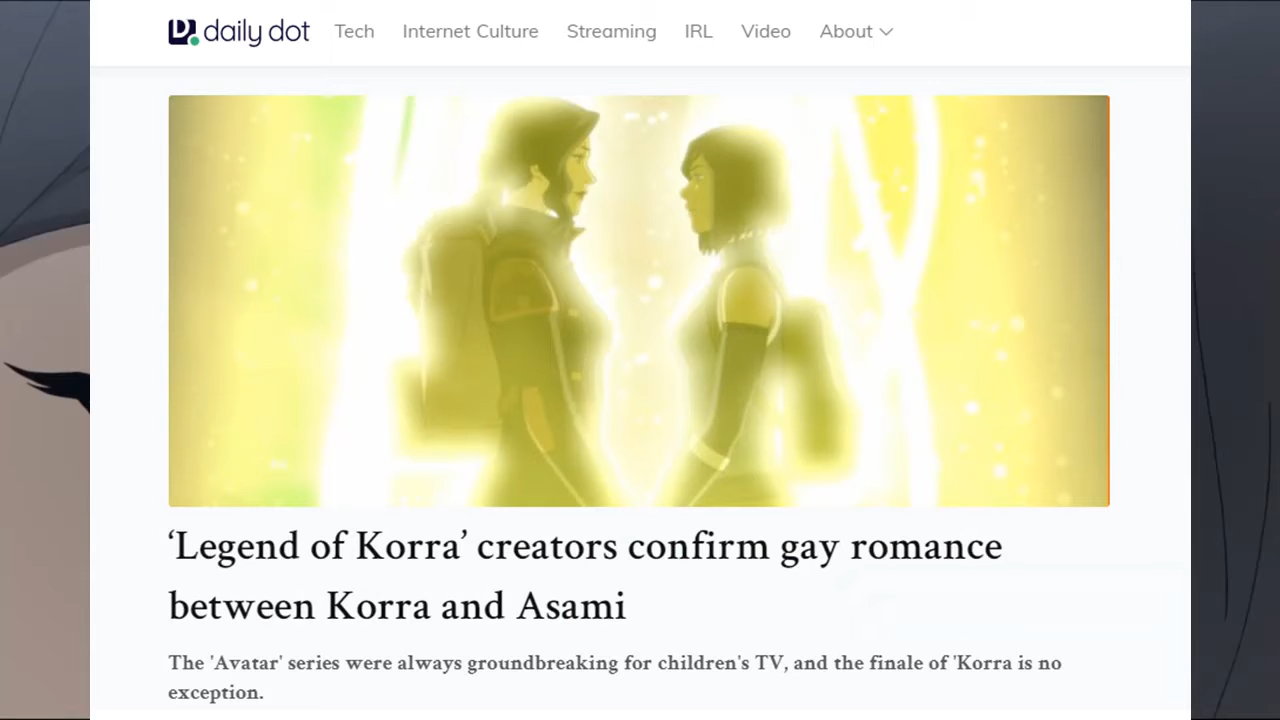 daily dot Tech Internet Culture Streaming IRL Video About
‘Legend of Korra’ creators confirm gay romance
between Korra and Asami
The 'Avatar' series were always groundbreaking for children's TV, and the finale of 'Korra is no
exception.